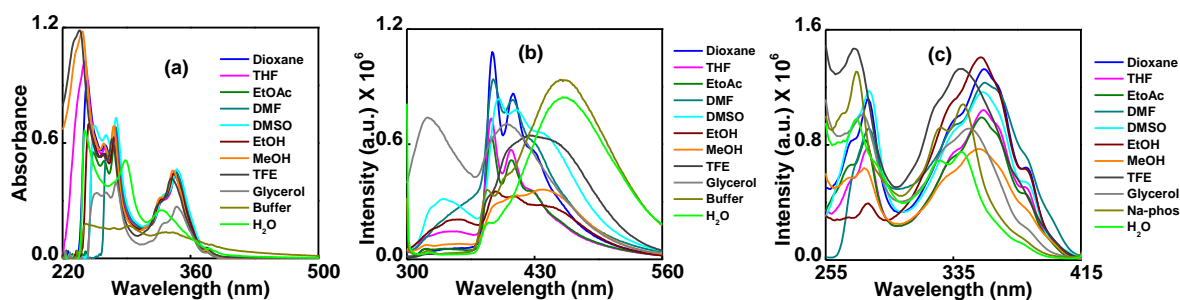 (a)
1.2
0.6
0.0
Absorbance
220 360 500
Wavelength (nm)
Dioxane
THF
EtOAc
DMF
DMSO
EtOH
MeOH
TFE
Glycerol
Buffer
H2O
(b)
1.2
0.6
0.0
Intensity (a.u.) X 10^6
300 430 560
Wavelength (nm)
Dioxane
THF
EtoAc
DMF
DMSO
EtOH
MeOH
TFE
Glycerol
Buffer
H2O
(c)
1.6
0.8
0.0
Intensity (a.u.) X 10^6
255 335 415
Wavelength (nm)
Dioxane
THF
EtoAc
DMF
DMSO
EtOH
MeOH
TFE
Glycerol
Na-phos
H2O